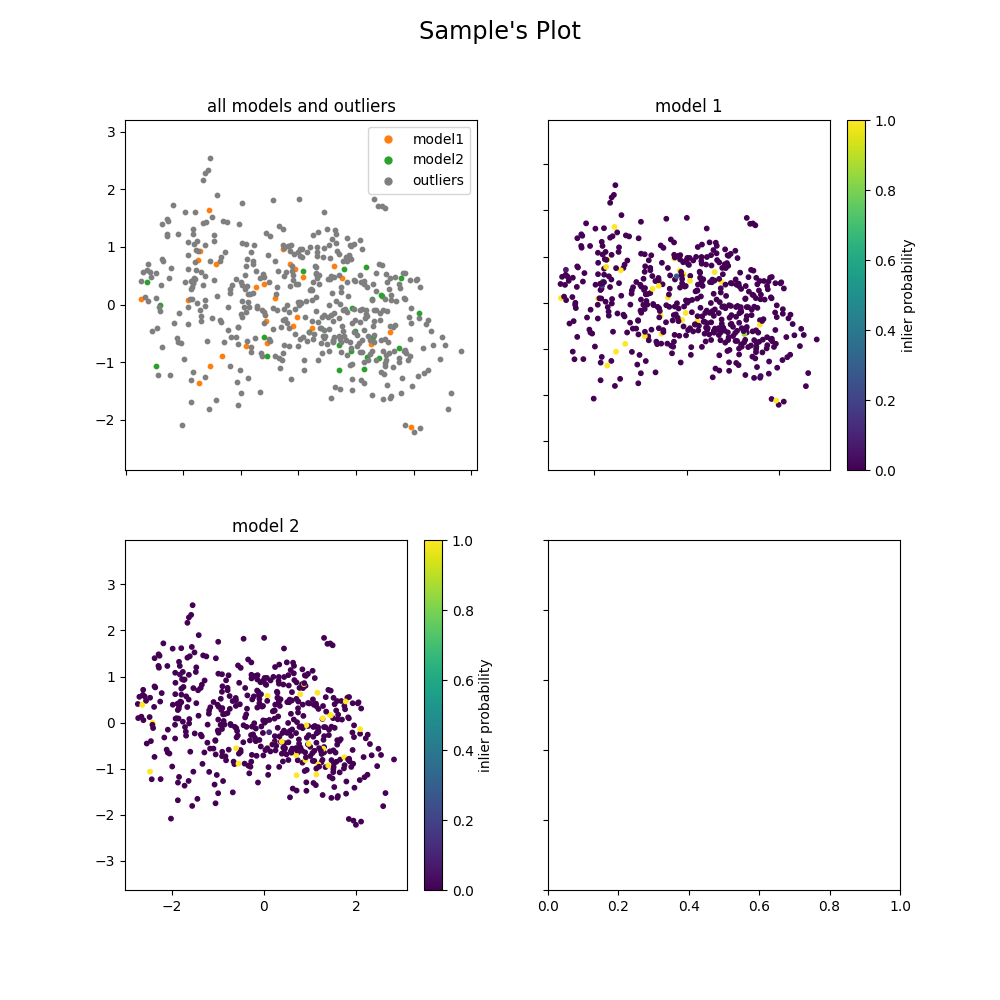 Sample's Plot
all models and outliers
model1
model2
outliers
3
2
1
0
−1
−2
model 1
1.0
0.8
0.6
0.4
0.2
0.0
inlier probability
model 2
3
2
1
0
−1
−2
−3
−2 0 2
1.0
0.8
0.6
0.4
0.2
0.0
inlier probability
0.0 0.2 0.4 0.6 0.8 1.0